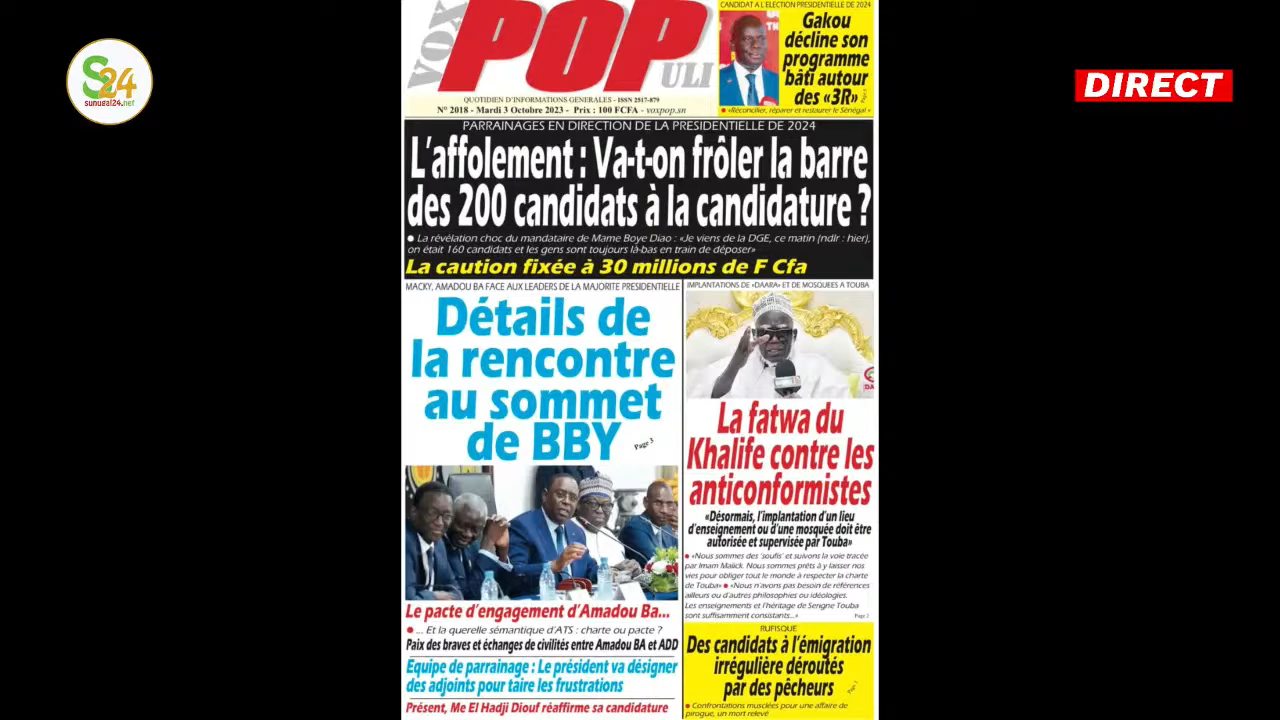 S24
sunugal24.net
DIRECT
VOX
POP
ULI
QUOTIDIEN D'INFORMATIONS GENERALES - ISSN 2517-879
N° 2018 - Mardi 3 Octobre 2023 - Prix : 100 FCFA - voxpop.sn
CANDIDAT A L'ELECTION PRESIDENTIELLE DE 2024
Gakou
décline son
programme
bâti autour
des «3R»
● «Réconcilier, réparer et restaurer le Sénégal »
PARRAINAGES EN DIRECTION DE LA PRESIDENTIELLE DE 2024
L'affolement : Va-t-on frôler la barre
des 200 candidats à la candidature ?
● La révélation choc du mandataire de Mame Boye Diao : «Je viens de la DGE, ce matin (ndlr : hier),
on était 160 candidats et les gens sont toujours là-bas en train de déposer»
La caution fixée à 30 millions de F Cfa
MACKY, AMADOU BA FACE AUX LEADERS DE LA MAJORITE PRESIDENTIELLE
Détails de
la rencontre
au sommet
de BBY
Page 3
Le pacte d'engagement d'Amadou Ba...
● ... Et la querelle sémantique d'ATS : charte ou pacte ?
Paix des braves et échanges de civilités entre Amadou BA et ADD
Equipe de parrainage : Le président va désigner
des adjoints pour taire les frustrations
Présent, Me El Hadji Diouf réaffirme sa candidature
IMPLANTATIONS DE «DAARA» ET DE MOSQUEES A TOUBA
La fatwa du
Khalife contre les
anticonformistes
«Désormais, l'implantation d'un lieu
d'enseignement ou d'une mosquée doit être
autorisée et supervisée par Touba»
● «Nous sommes des 'soufis' et suivons la voie tracée
par Imam Malick. Nous sommes prêts à y laisser nos
vies pour obliger tout le monde à respecter la charte
de Touba» ● «Nous n'avons pas besoin de références
ailleurs ou d'autres philosophies ou idéologies.
Les enseignements et l'héritage de Serigne Touba
sont suffisamment consistants...»
Page 2
RUFISQUE
Des candidats à l'émigration
irrégulière déroutés
par des pêcheurs
● Confrontations musclées pour une affaire de
pirogue, un mort relevé